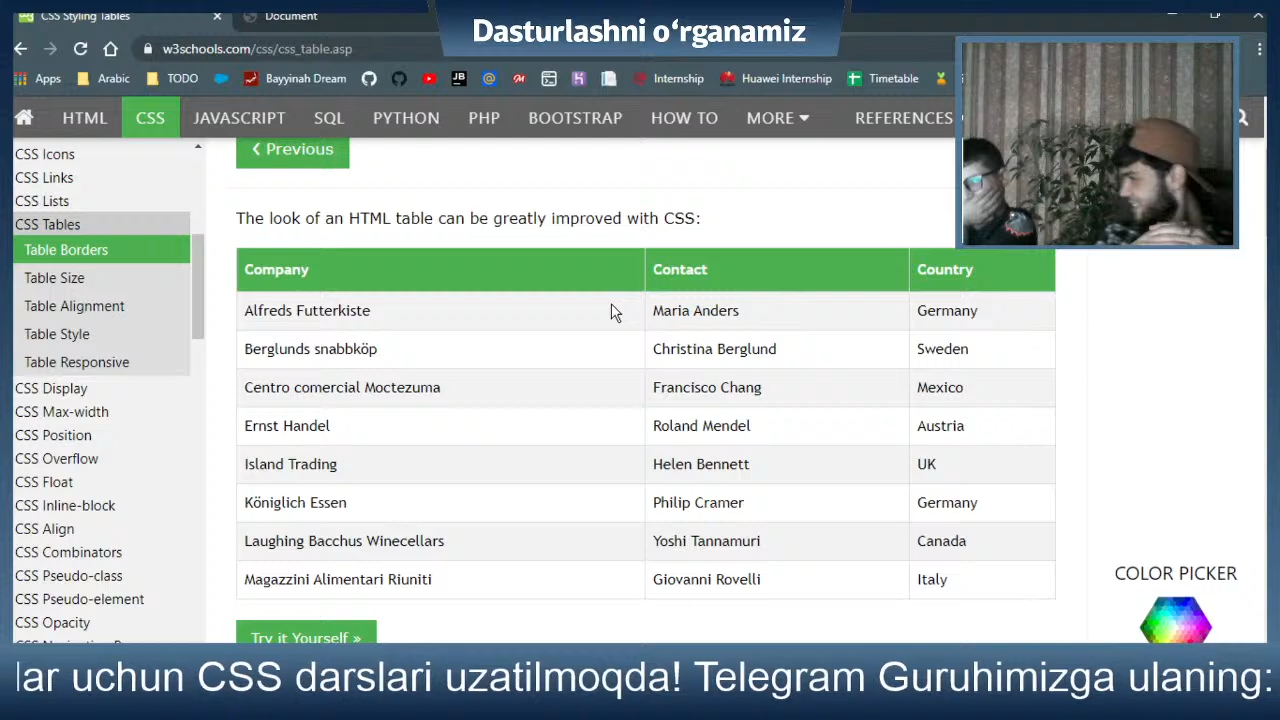 CSS Styling Tables
Document
Dasturlashni oʻrganamiz
w3schools.com/css/css_table.asp
Apps Arabic TODO Bayyinah Dream JB Internship Huawei Internship Timetable
HTML CSS JAVASCRIPT SQL PYTHON PHP BOOTSTRAP HOW TO MORE REFERENCES
CSS Icons
CSS Links
CSS Lists
CSS Tables
Table Borders
Table Size
Table Alignment
Table Style
Table Responsive
CSS Display
CSS Max-width
CSS Position
CSS Overflow
CSS Float
CSS Inline-block
CSS Align
CSS Combinators
CSS Pseudo-class
CSS Pseudo-element
CSS Opacity
❮ Previous
The look of an HTML table can be greatly improved with CSS:
Company Contact Country
Alfreds Futterkiste Maria Anders Germany
Berglunds snabbköp Christina Berglund Sweden
Centro comercial Moctezuma Francisco Chang Mexico
Ernst Handel Roland Mendel Austria
Island Trading Helen Bennett UK
Königlich Essen Philip Cramer Germany
Laughing Bacchus Winecellars Yoshi Tannamuri Canada
Magazzini Alimentari Riuniti Giovanni Rovelli Italy
Try it Yourself »
COLOR PICKER
lar uchun CSS darslari uzatilmoqda! Telegram Guruhimizga ulaning: